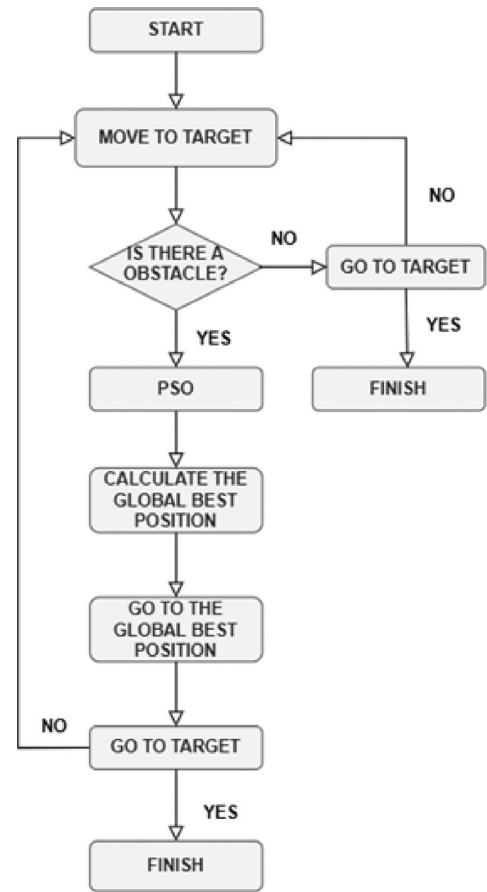 START
MOVE TO TARGET
NO
IS THERE A
OBSTACLE?
NO
GO TO TARGET
YES
YES
PSO
FINISH
CALCULATE THE
GLOBAL BEST
POSITION
GO TO THE
GLOBAL BEST
POSITION
NO
GO TO TARGET
YES
FINISH